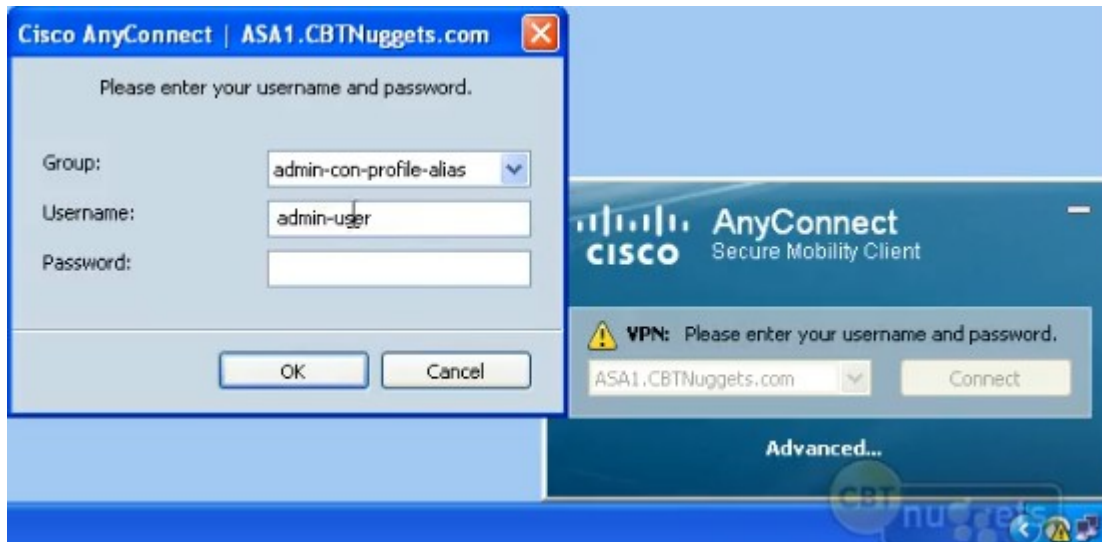 Cisco AnyConnect | ASA1.CBTNuggets.com
Please enter your username and password.
Group:
admin-con-profile-alias
Username:
admin-user
Password:
OK
Cancel
CISCO
AnyConnect
Secure Mobility Client
VPN: Please enter your username and password.
ASA1.CBTNuggets.com
Connect
Advanced...
CBT
nuggets